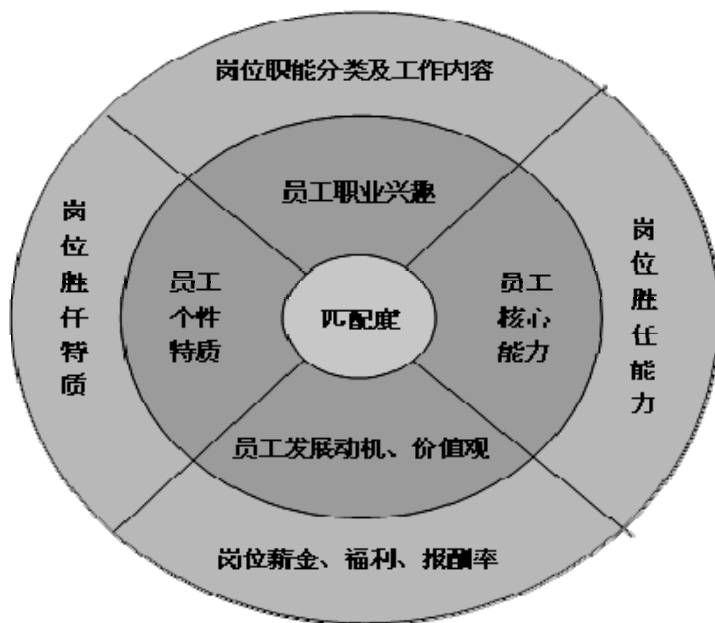 岗位职能分类及工作内容
员工职业兴趣
岗位胜任特质
员工个性特质
匹配度
员工核心能力
岗位胜任能力
员工发展动机、价值观
岗位薪金、福利、报酬率